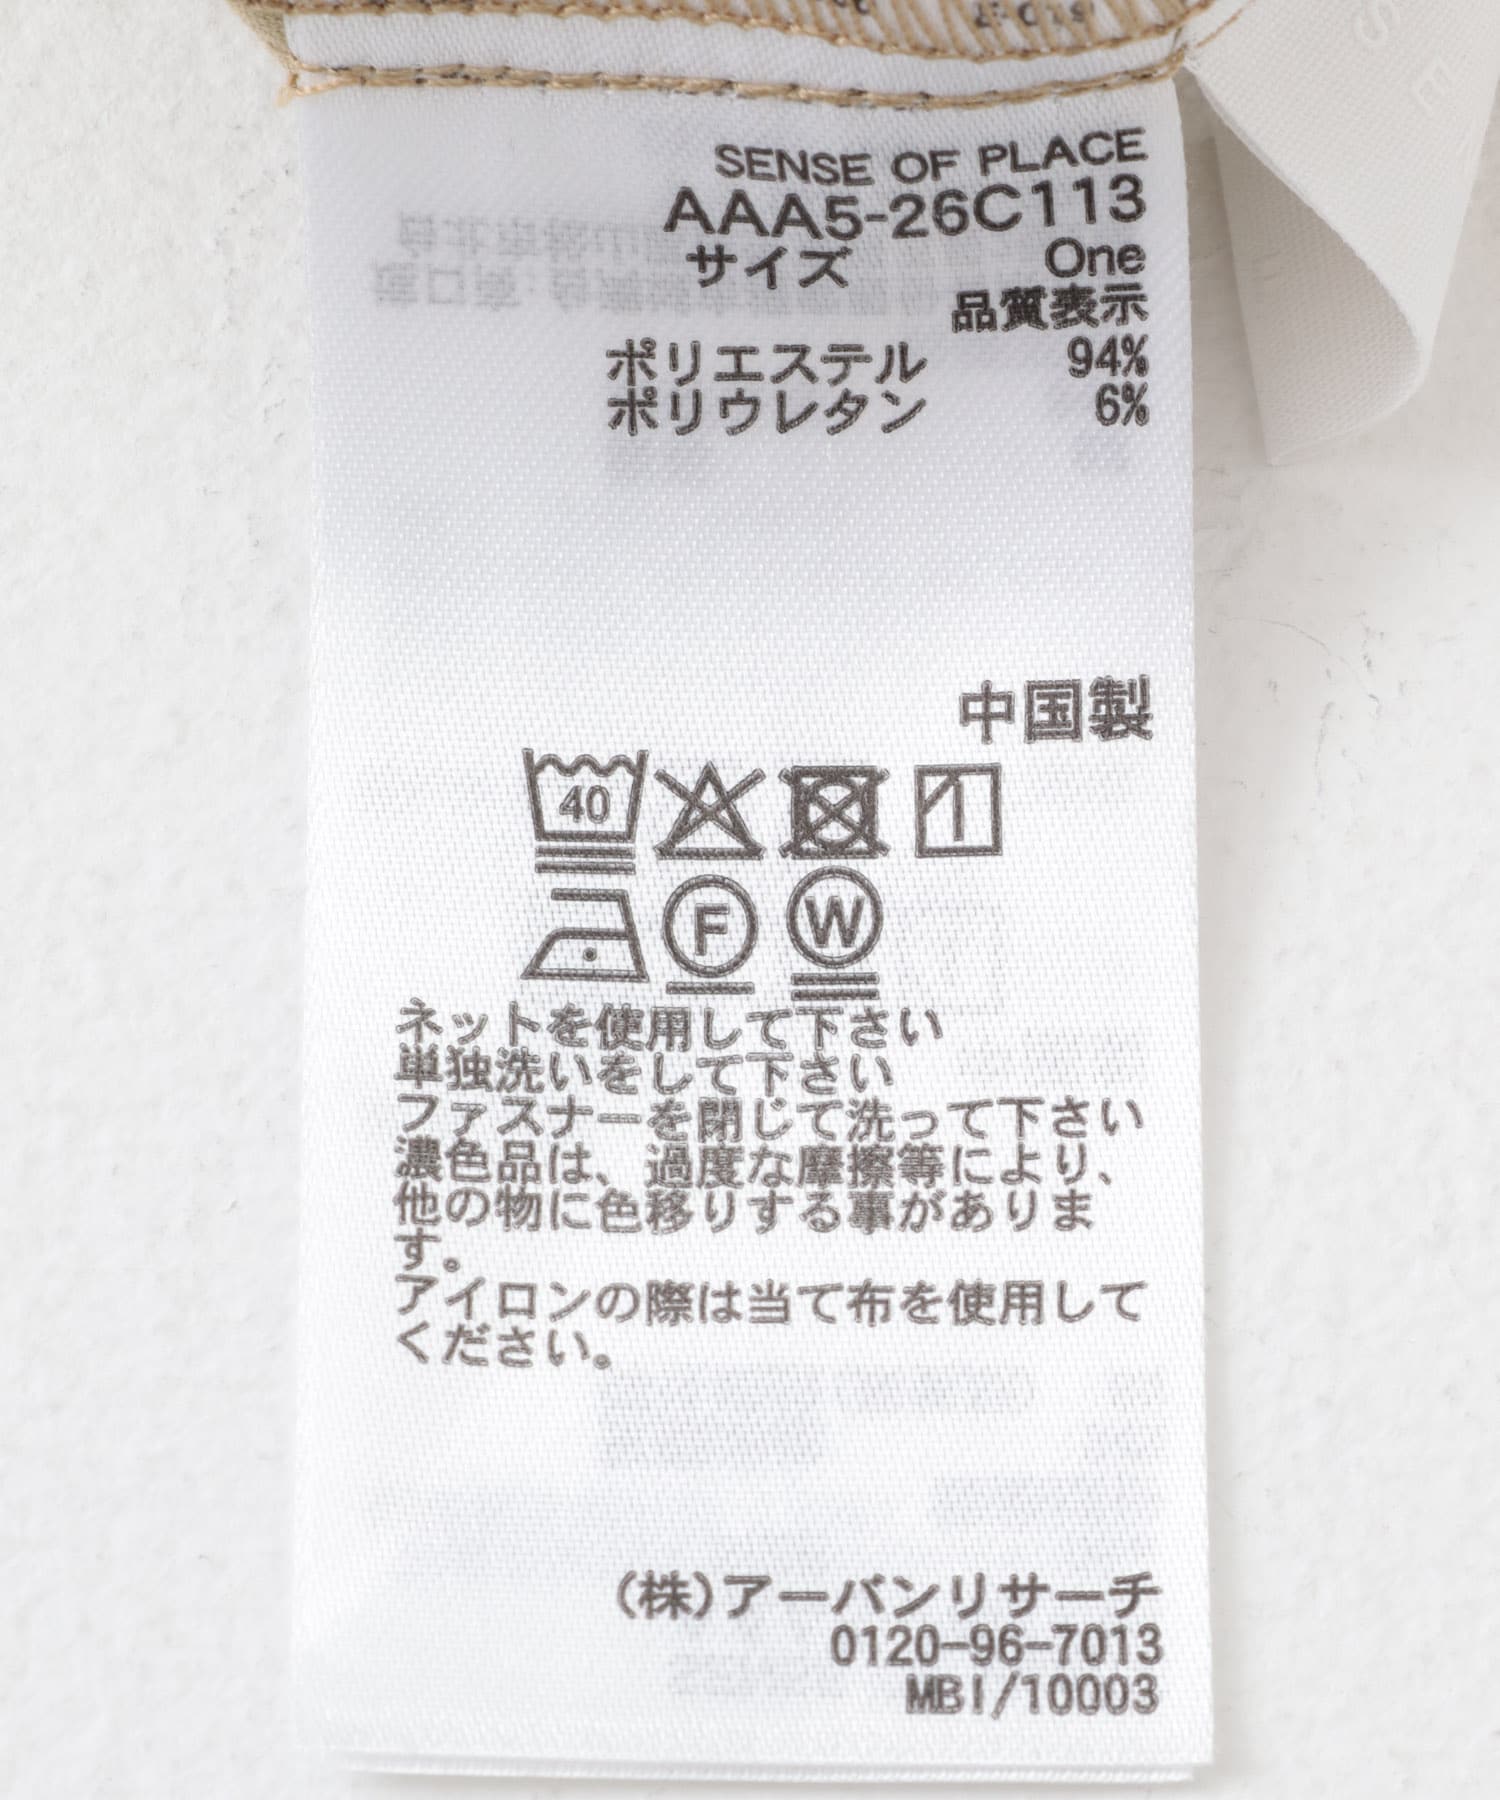 SENSE OF PLACE
AAA5-26C113
サイズ One
品質表示
ポリエステル 94%
ポリウレタン 6%
中国製
40
F W
ネットを使用して下さい
単独洗いをして下さい
ファスナーを閉じて洗って下さい
濃色品は、過度な摩擦等により、
他の物に色移りする事がありま
す。
アイロンの際は当て布を使用して
ください。
(株)アーバンリサーチ
0120-96-7013
MBI/10003